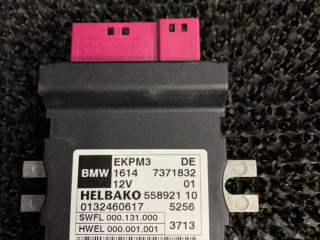 EKPM3 DE
BMW 1614 7371832
12V 01
HELBAKO 558921 10
0132460617 5256
SWFL 000.131.000
HWEL 000.001.001 3713